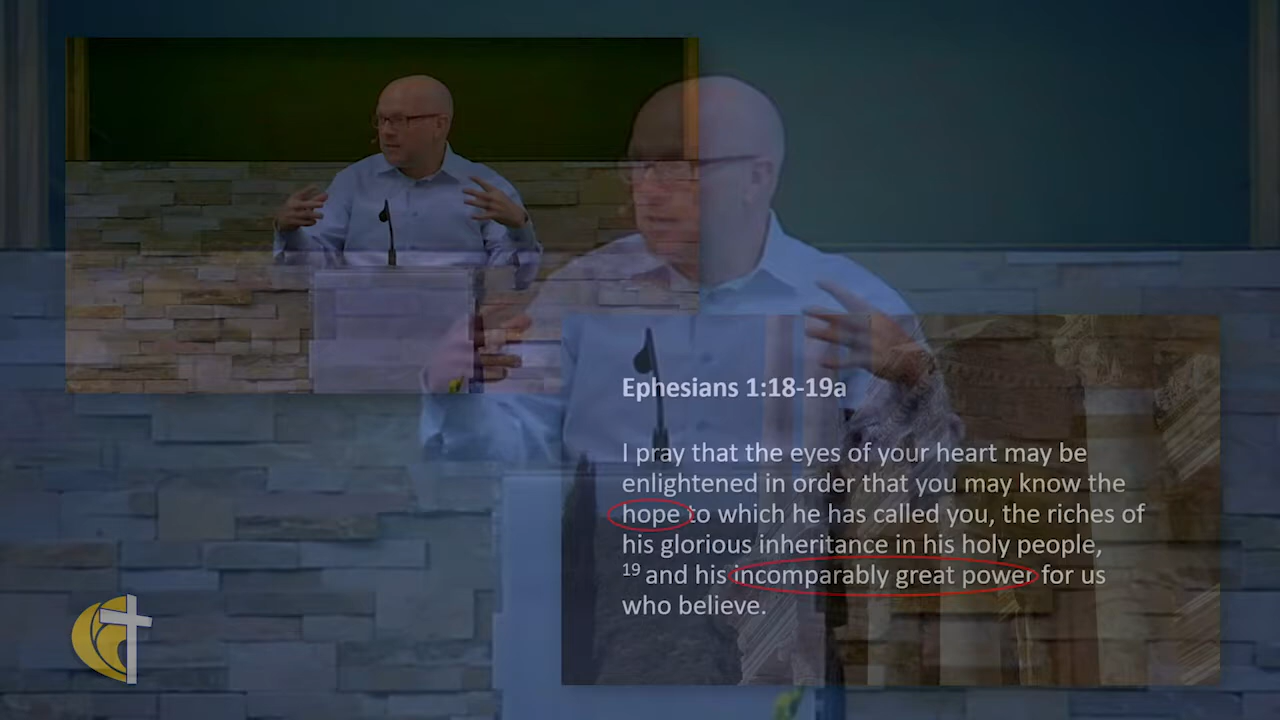 Ephesians 1:18-19a
I pray that the eyes of your heart may be
enlightened in order that you may know the
hope to which he has called you, the riches of
his glorious inheritance in his holy people,
19 and his incomparably great power for us
who believe.